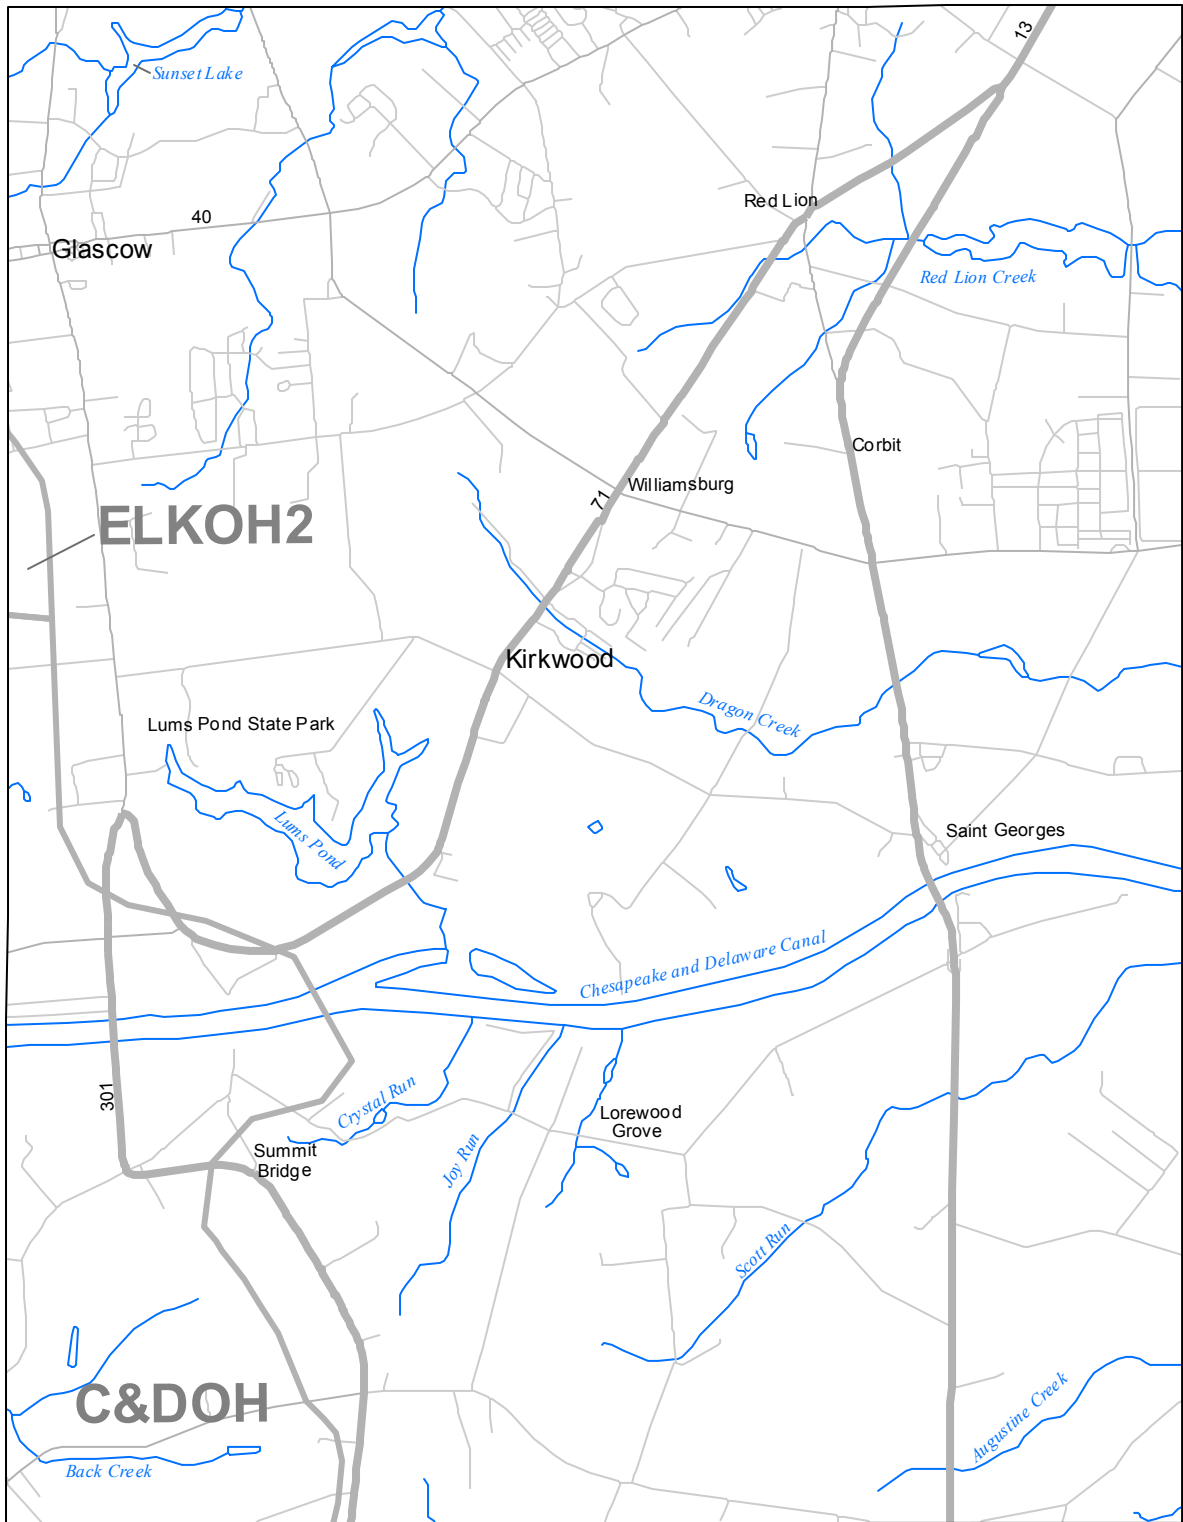 13
Sunset Lake
Red Lion
40
Glascow
Red Lion Creek
Corbit
Williamsburg
71
ELKOH2
Kirkwood
Dragon Creek
Lums Pond State Park
Lums Pond
Saint Georges
Chesapeake and Delaware Canal
301
Crystal Run
Lorewood
Grove
Summit
Bridge
Joy Run
Scott Run
C&DOH
Augustine Creek
Back Creek